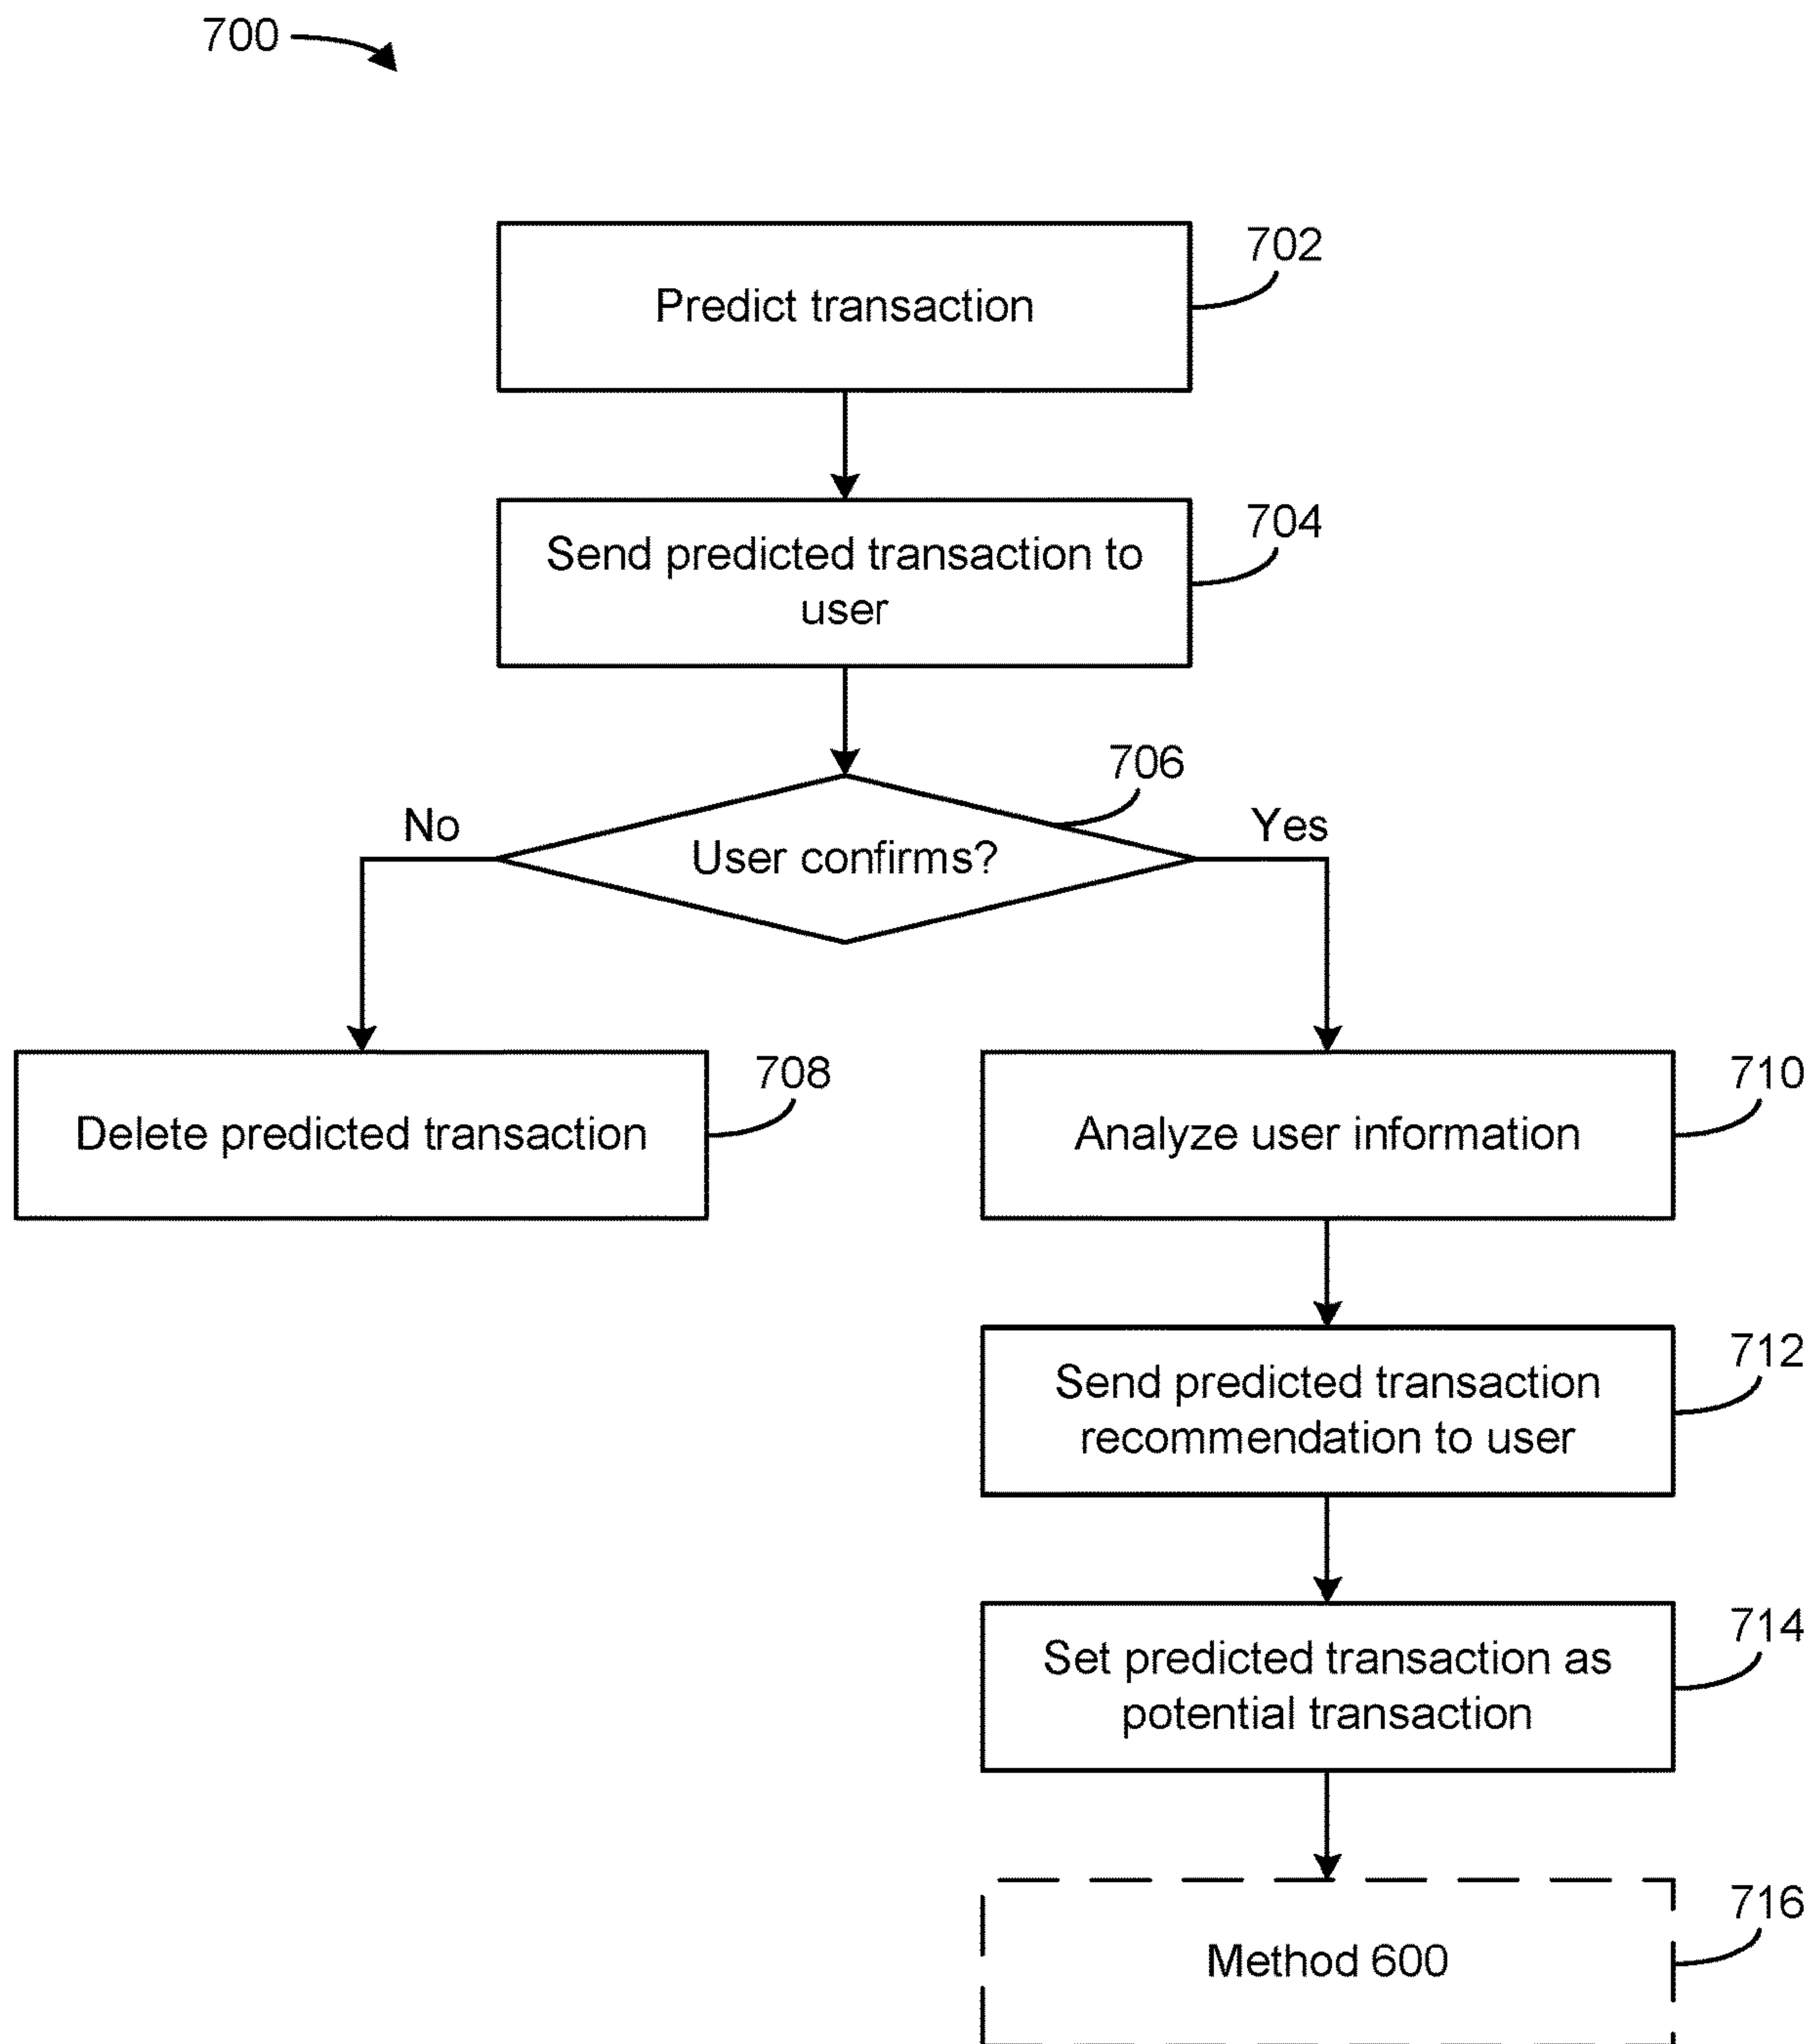 700
702
Predict transaction
704
Send predicted transaction to
user
706
No
Yes
User confirms?
708
710
Delete predicted transaction
Analyze user information
712
Send predicted transaction
recommendation to user
714
Set predicted transaction as
potential transaction
716
Method 600